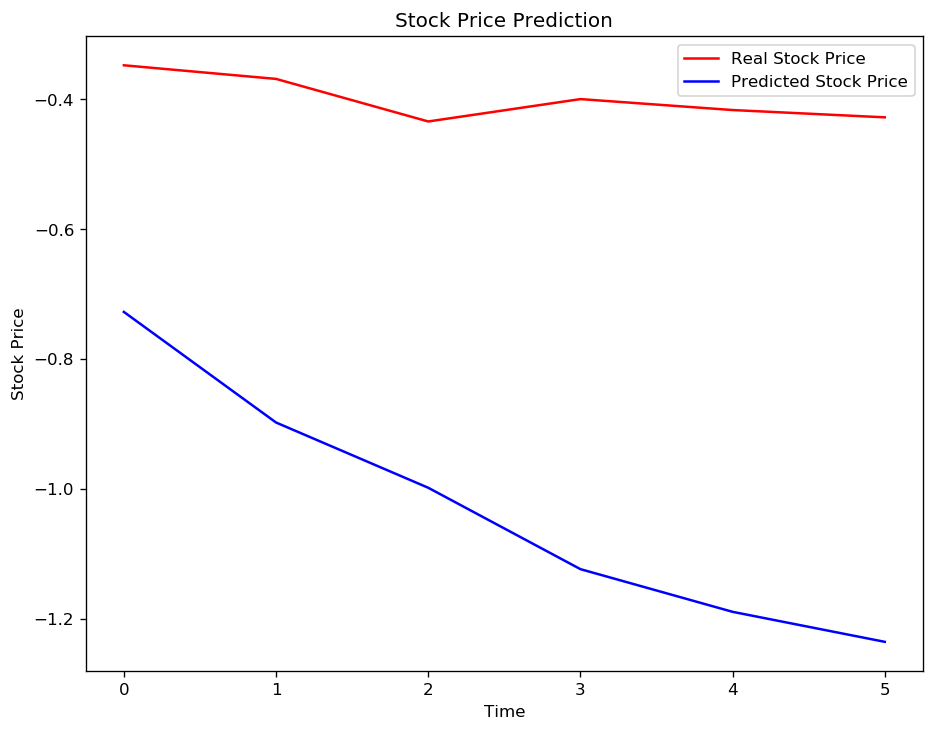 Stock Price Prediction
Real Stock Price
Predicted Stock Price
−0.4
−0.6
−0.8
−1.0
−1.2
Stock Price
0 1 2 3 4 5
Time